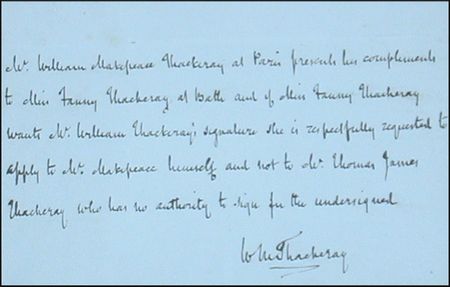 Mr. William Makepeace Thackeray at Paris presents his compliments
to Miss Fanny Thackeray at Bath and if Miss Fanny Thackeray
wants Mr. William Thackeray's signature she is respectfully requested to
apply to Mr. Makepeace himself and not to Mr. Thomas James
Thackeray who has no authority to sign for the undersigned
W M Thackeray